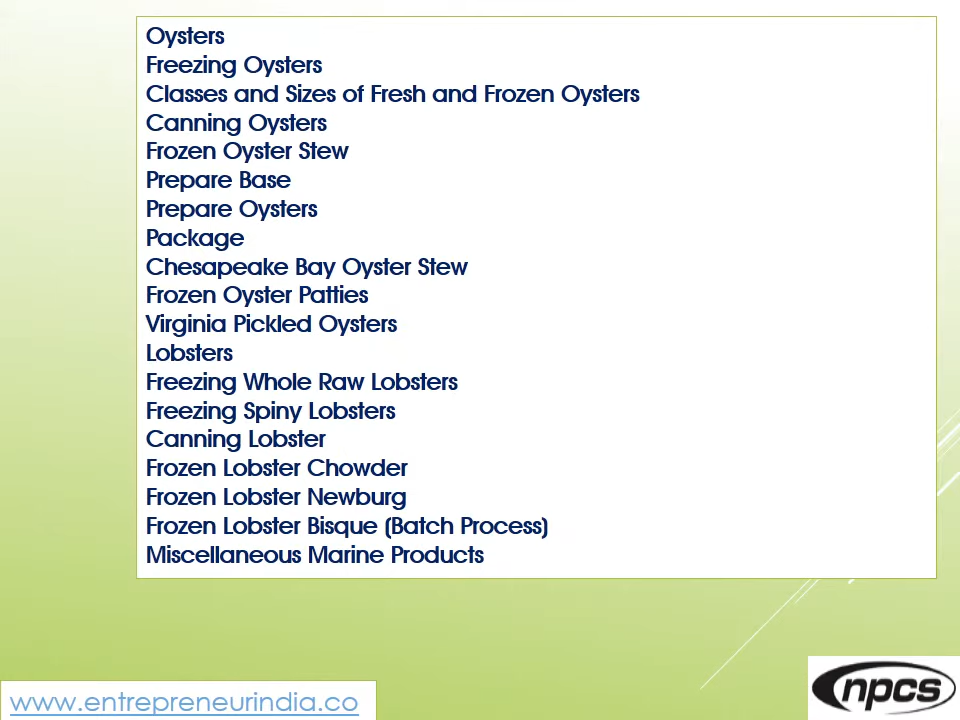 Oysters
Freezing Oysters
Classes and Sizes of Fresh and Frozen Oysters
Canning Oysters
Frozen Oyster Stew
Prepare Base
Prepare Oysters
Package
Chesapeake Bay Oyster Stew
Frozen Oyster Patties
Virginia Pickled Oysters
Lobsters
Freezing Whole Raw Lobsters
Freezing Spiny Lobsters
Canning Lobster
Frozen Lobster Chowder
Frozen Lobster Newburg
Frozen Lobster Bisque (Batch Process)
Miscellaneous Marine Products
www.entrepreneurindia.co
npcs